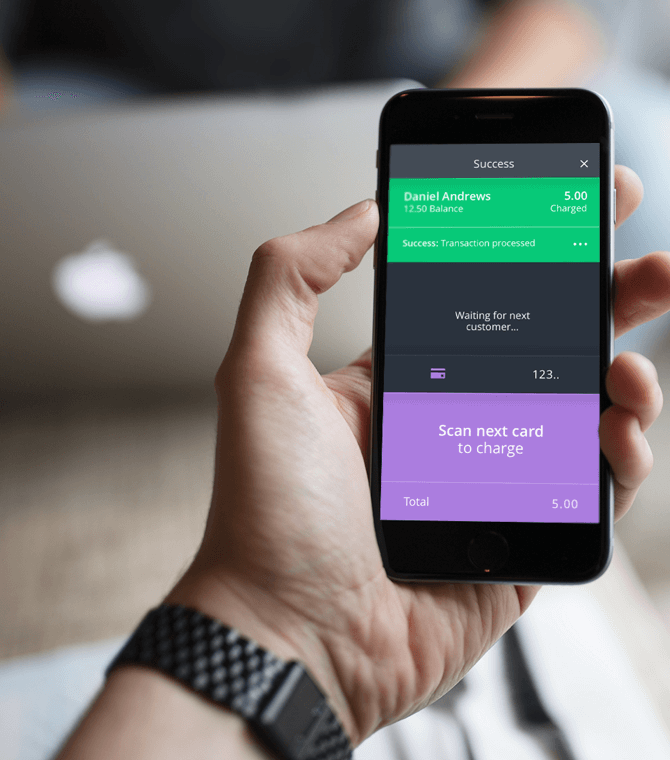 Success
Daniel Andrews 5.00
12.50 Balance Charged
Success: Transaction processed
Waiting for next
customer...
123..
Scan next card
to charge
Total 5.00